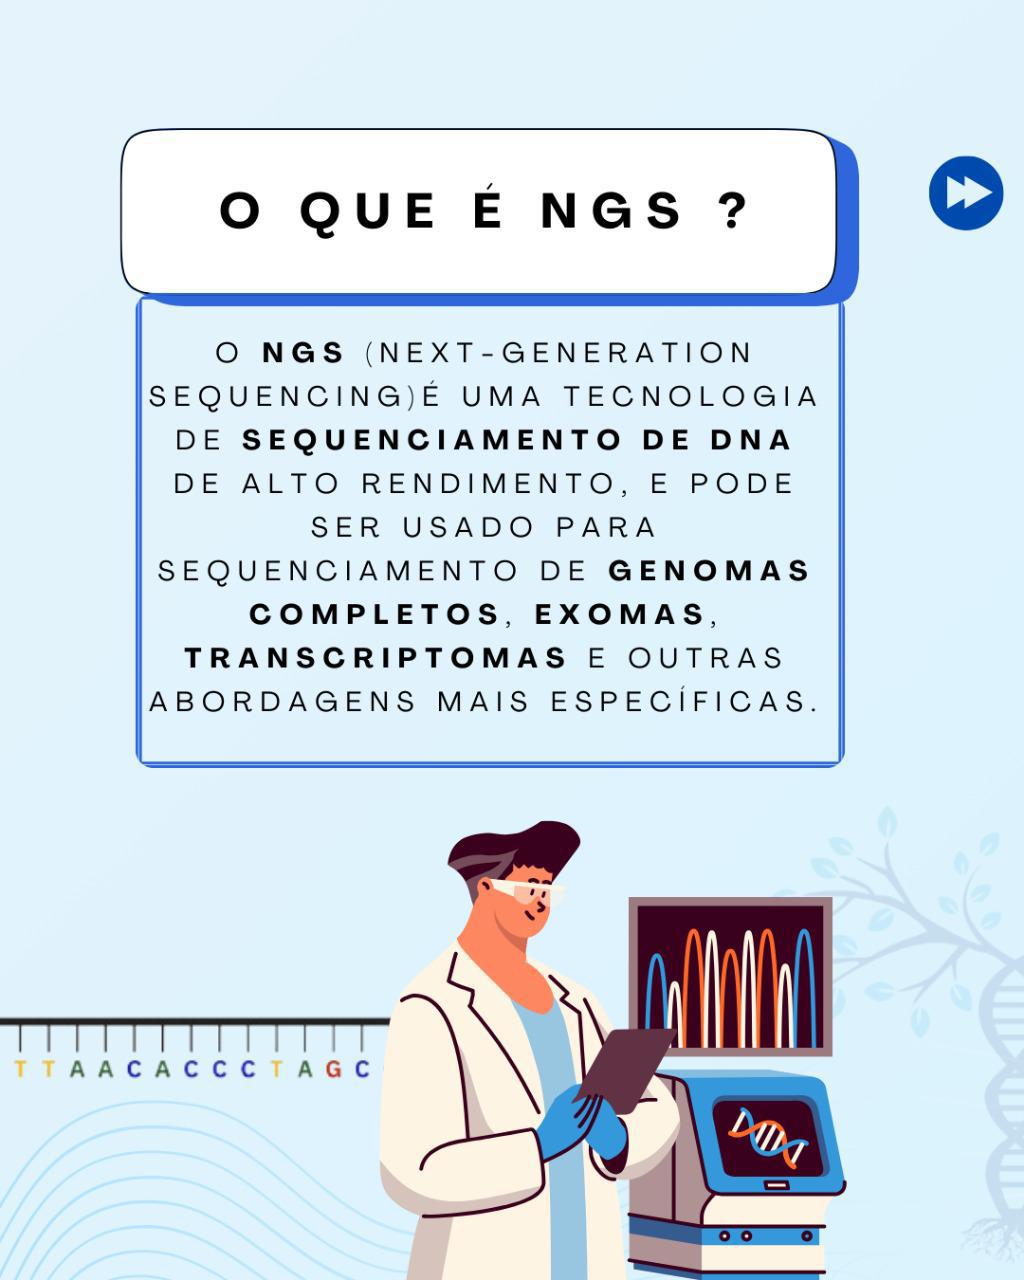 O QUE É NGS ?
O NGS (NEXT-GENERATION
SEQUENCING)É UMA TECNOLOGIA
DE SEQUENCIAMENTO DE DNA
DE ALTO RENDIMENTO, E PODE
SER USADO PARA
SEQUENCIAMENTO DE GENOMAS
COMPLETOS, EXOMAS,
TRANSCRIPTOMAS E OUTRAS
ABORDAGENS MAIS ESPECÍFICAS.
T T A A C A C C C T A G C